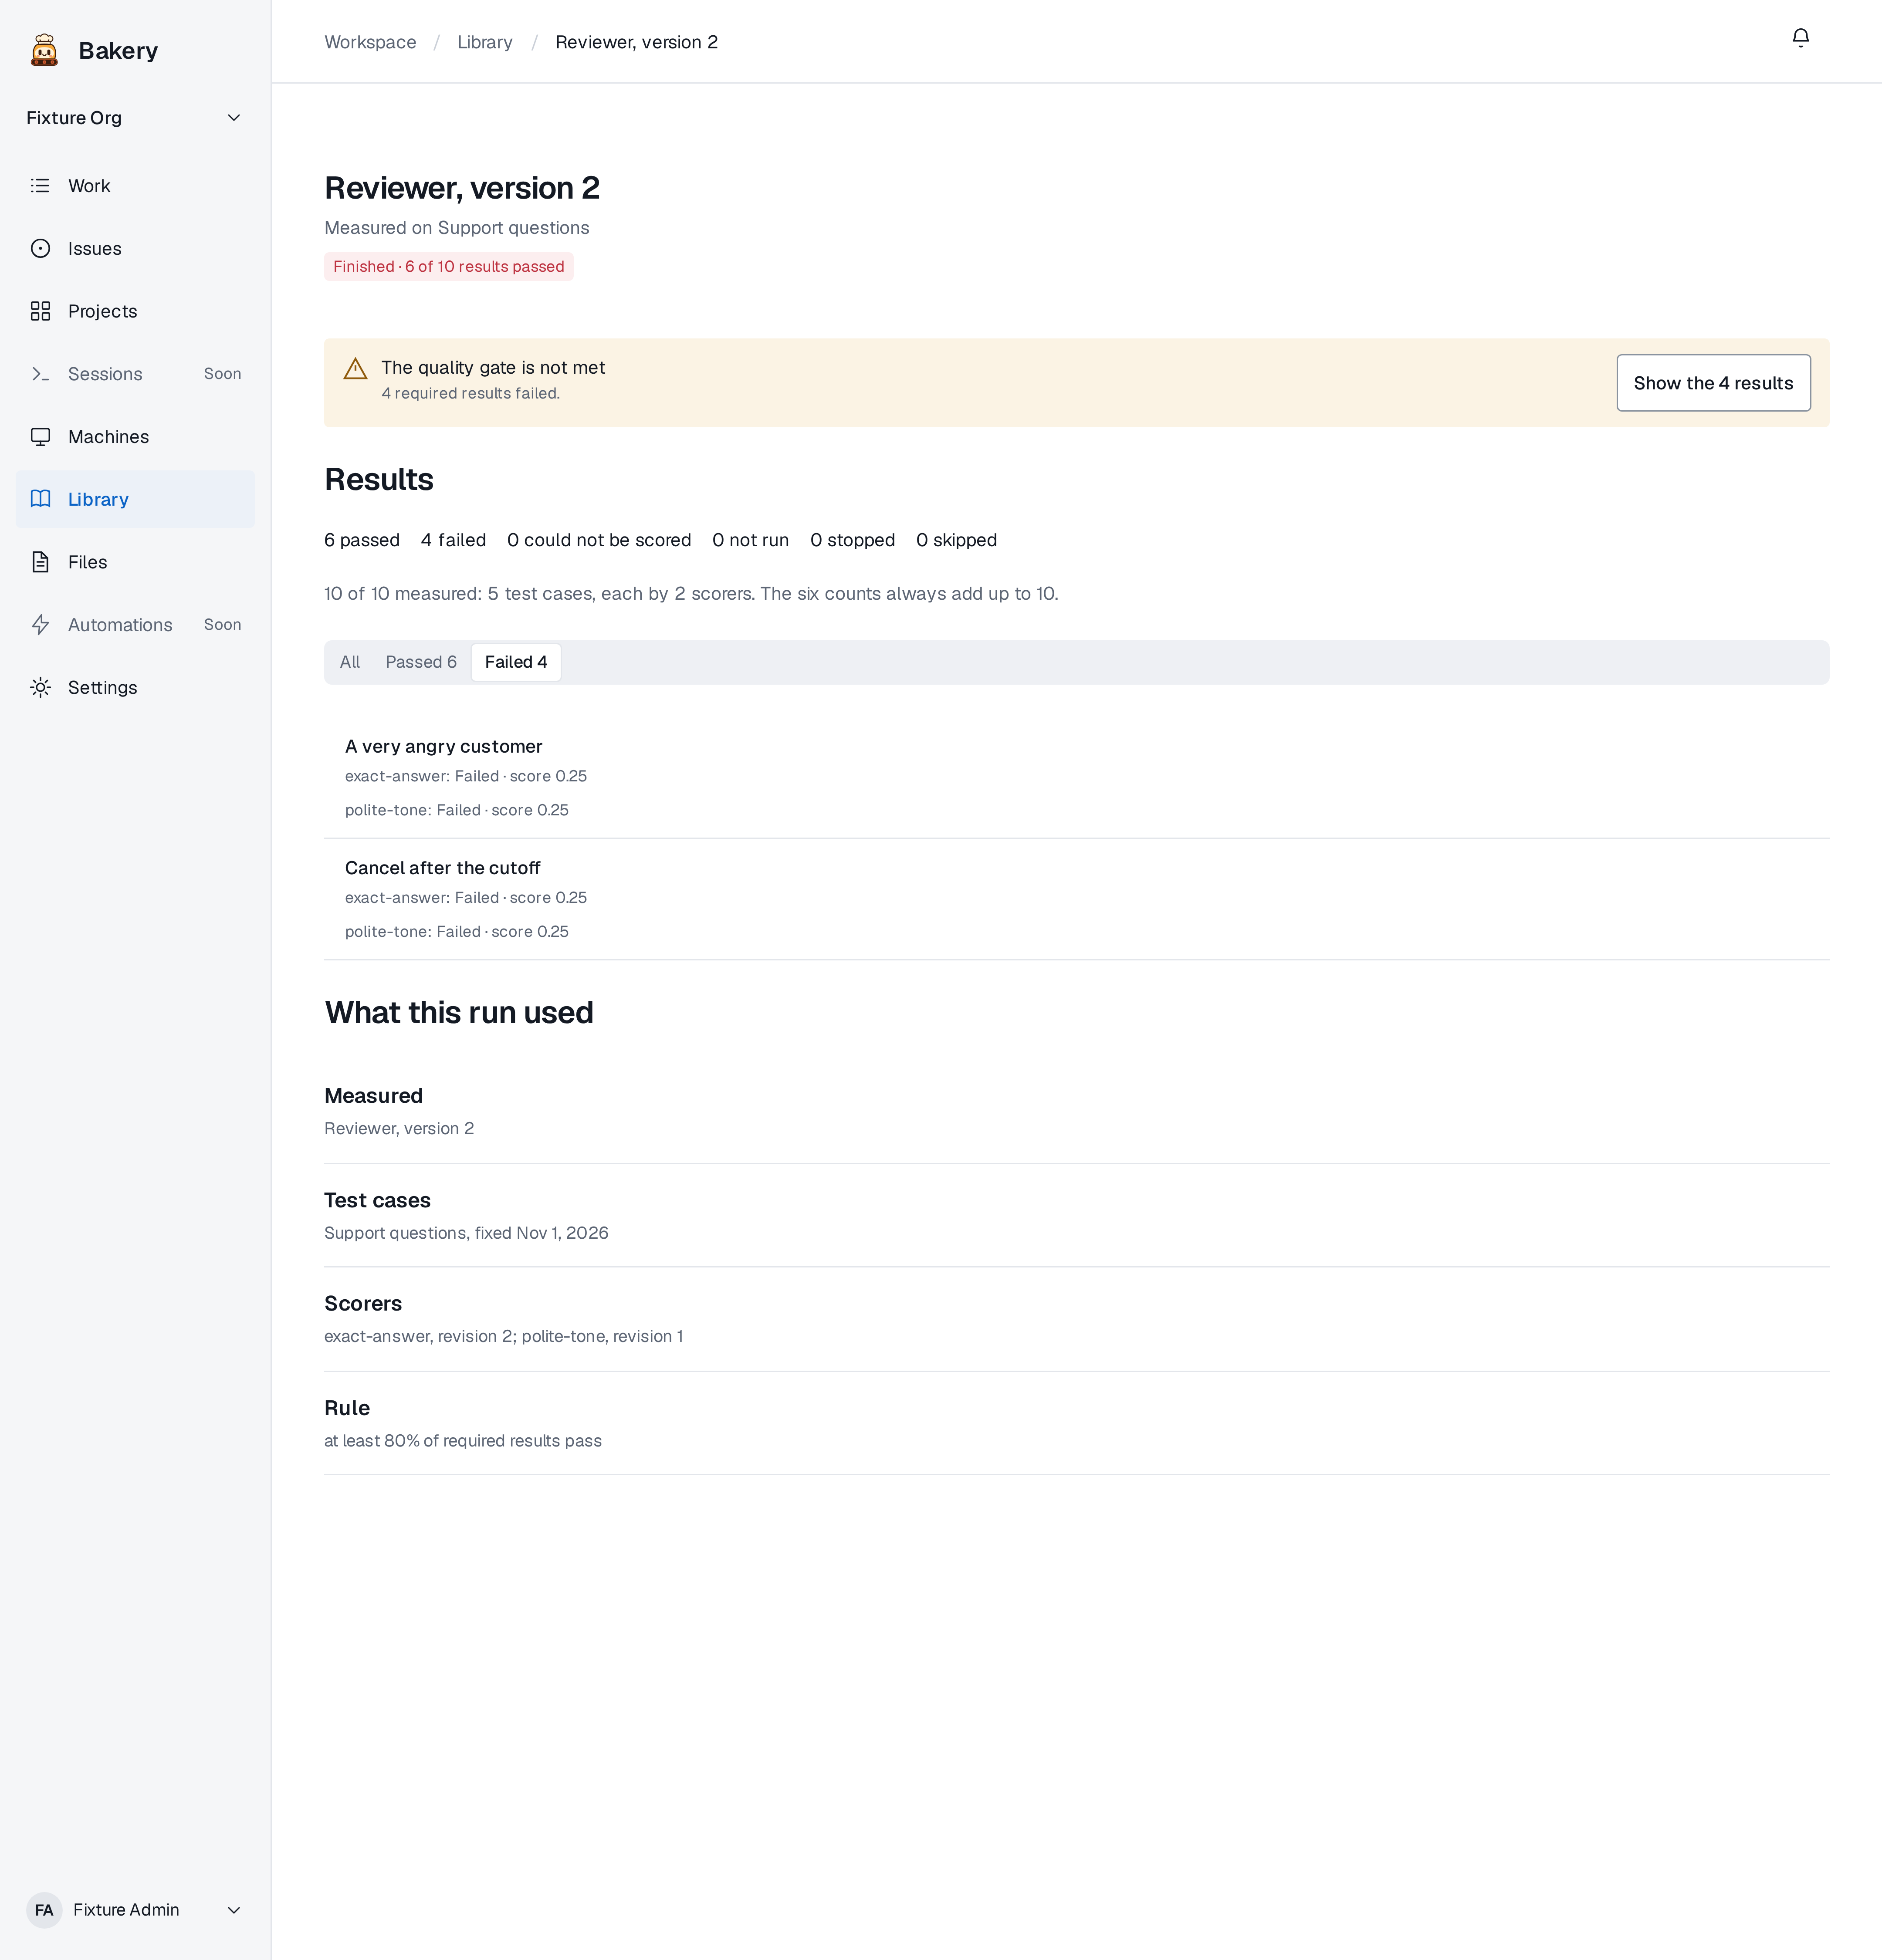 Bakery
Fixture Org
Work
Issues
Projects
Sessions Soon
Machines
Library
Files
Automations Soon
Settings
FA Fixture Admin
Workspace / Library / Reviewer, version 2
Reviewer, version 2
Measured on Support questions
Finished · 6 of 10 results passed
The quality gate is not met
4 required results failed.
Show the 4 results
Results
6 passed 4 failed 0 could not be scored 0 not run 0 stopped 0 skipped
10 of 10 measured: 5 test cases, each by 2 scorers. The six counts always add up to 10.
All Passed 6 Failed 4
A very angry customer
exact-answer: Failed · score 0.25
polite-tone: Failed · score 0.25
Cancel after the cutoff
exact-answer: Failed · score 0.25
polite-tone: Failed · score 0.25
What this run used
Measured
Reviewer, version 2
Test cases
Support questions, fixed Nov 1, 2026
Scorers
exact-answer, revision 2; polite-tone, revision 1
Rule
at least 80% of required results pass